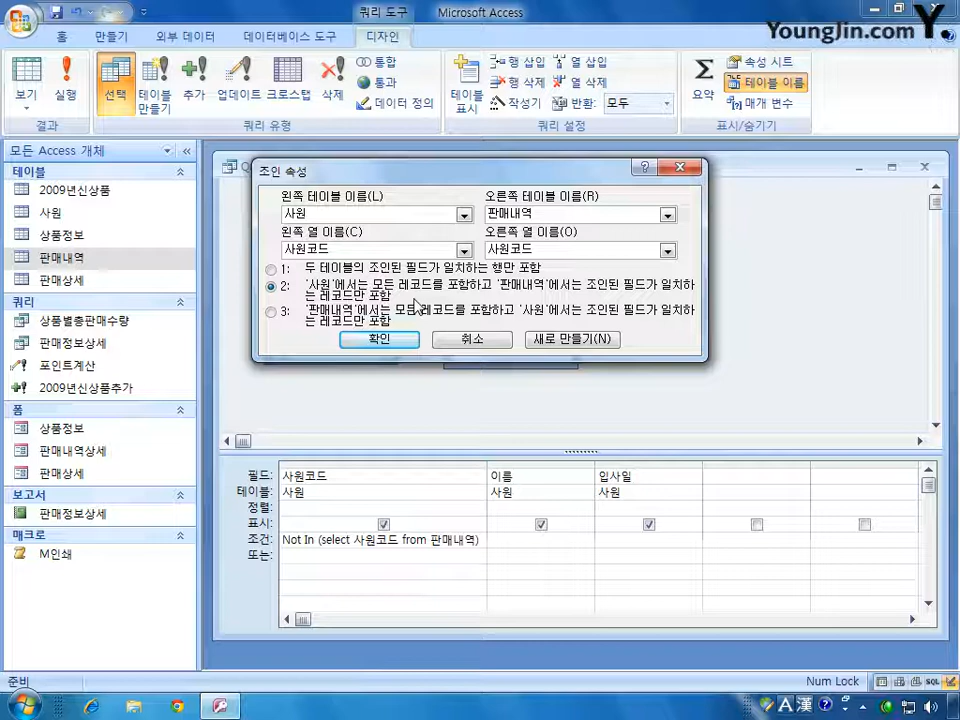 쿼리 도구
Microsoft Access
YoungJin.com Y.
홈
만들기
외부 데이터
데이터베이스 도구
디자인
보기
실행
결과
선택
테이블 만들기
추가
업데이트
크로스탭
삭제
통합
통과
데이터 정의
쿼리 유형
테이블 표시
행 삽입
행 삭제
작성기
열 삽입
열 삭제
반환: 모두
쿼리 설정
요약
속성 시트
테이블 이름
매개 변수
표시/숨기기
모든 Access 개체
테이블
2009년신상품
사원
상품정보
판매내역
판매상세
쿼리
상품별총판매수량
판매정보상세
포인트계산
2009년신상품추가
폼
상품정보
판매내역상세
판매상세
보고서
판매정보상세
매크로
M인쇄
조인 속성
왼쪽 테이블 이름(L)
오른쪽 테이블 이름(R)
사원
판매내역
왼쪽 열 이름(C)
오른쪽 열 이름(O)
사원코드
사원코드
1: 두 테이블의 조인된 필드가 일치하는 행만 포함
2: '사원'에서는 모든 레코드를 포함하고 '판매내역'에서는 조인된 필드가 일치하
는 레코드만 포함
3: '판매내역'에서는 모든 레코드를 포함하고 '사원'에서는 조인된 필드가 일치하
는 레코드만 포함
확인
취소
새로 만들기(N)
필드: 사원코드 이름 입사일
테이블: 사원 사원 사원
정렬:
표시:
조건: Not In (select 사원코드 from 판매내역)
또는:
준비
Num Lock
SQL
A 漢